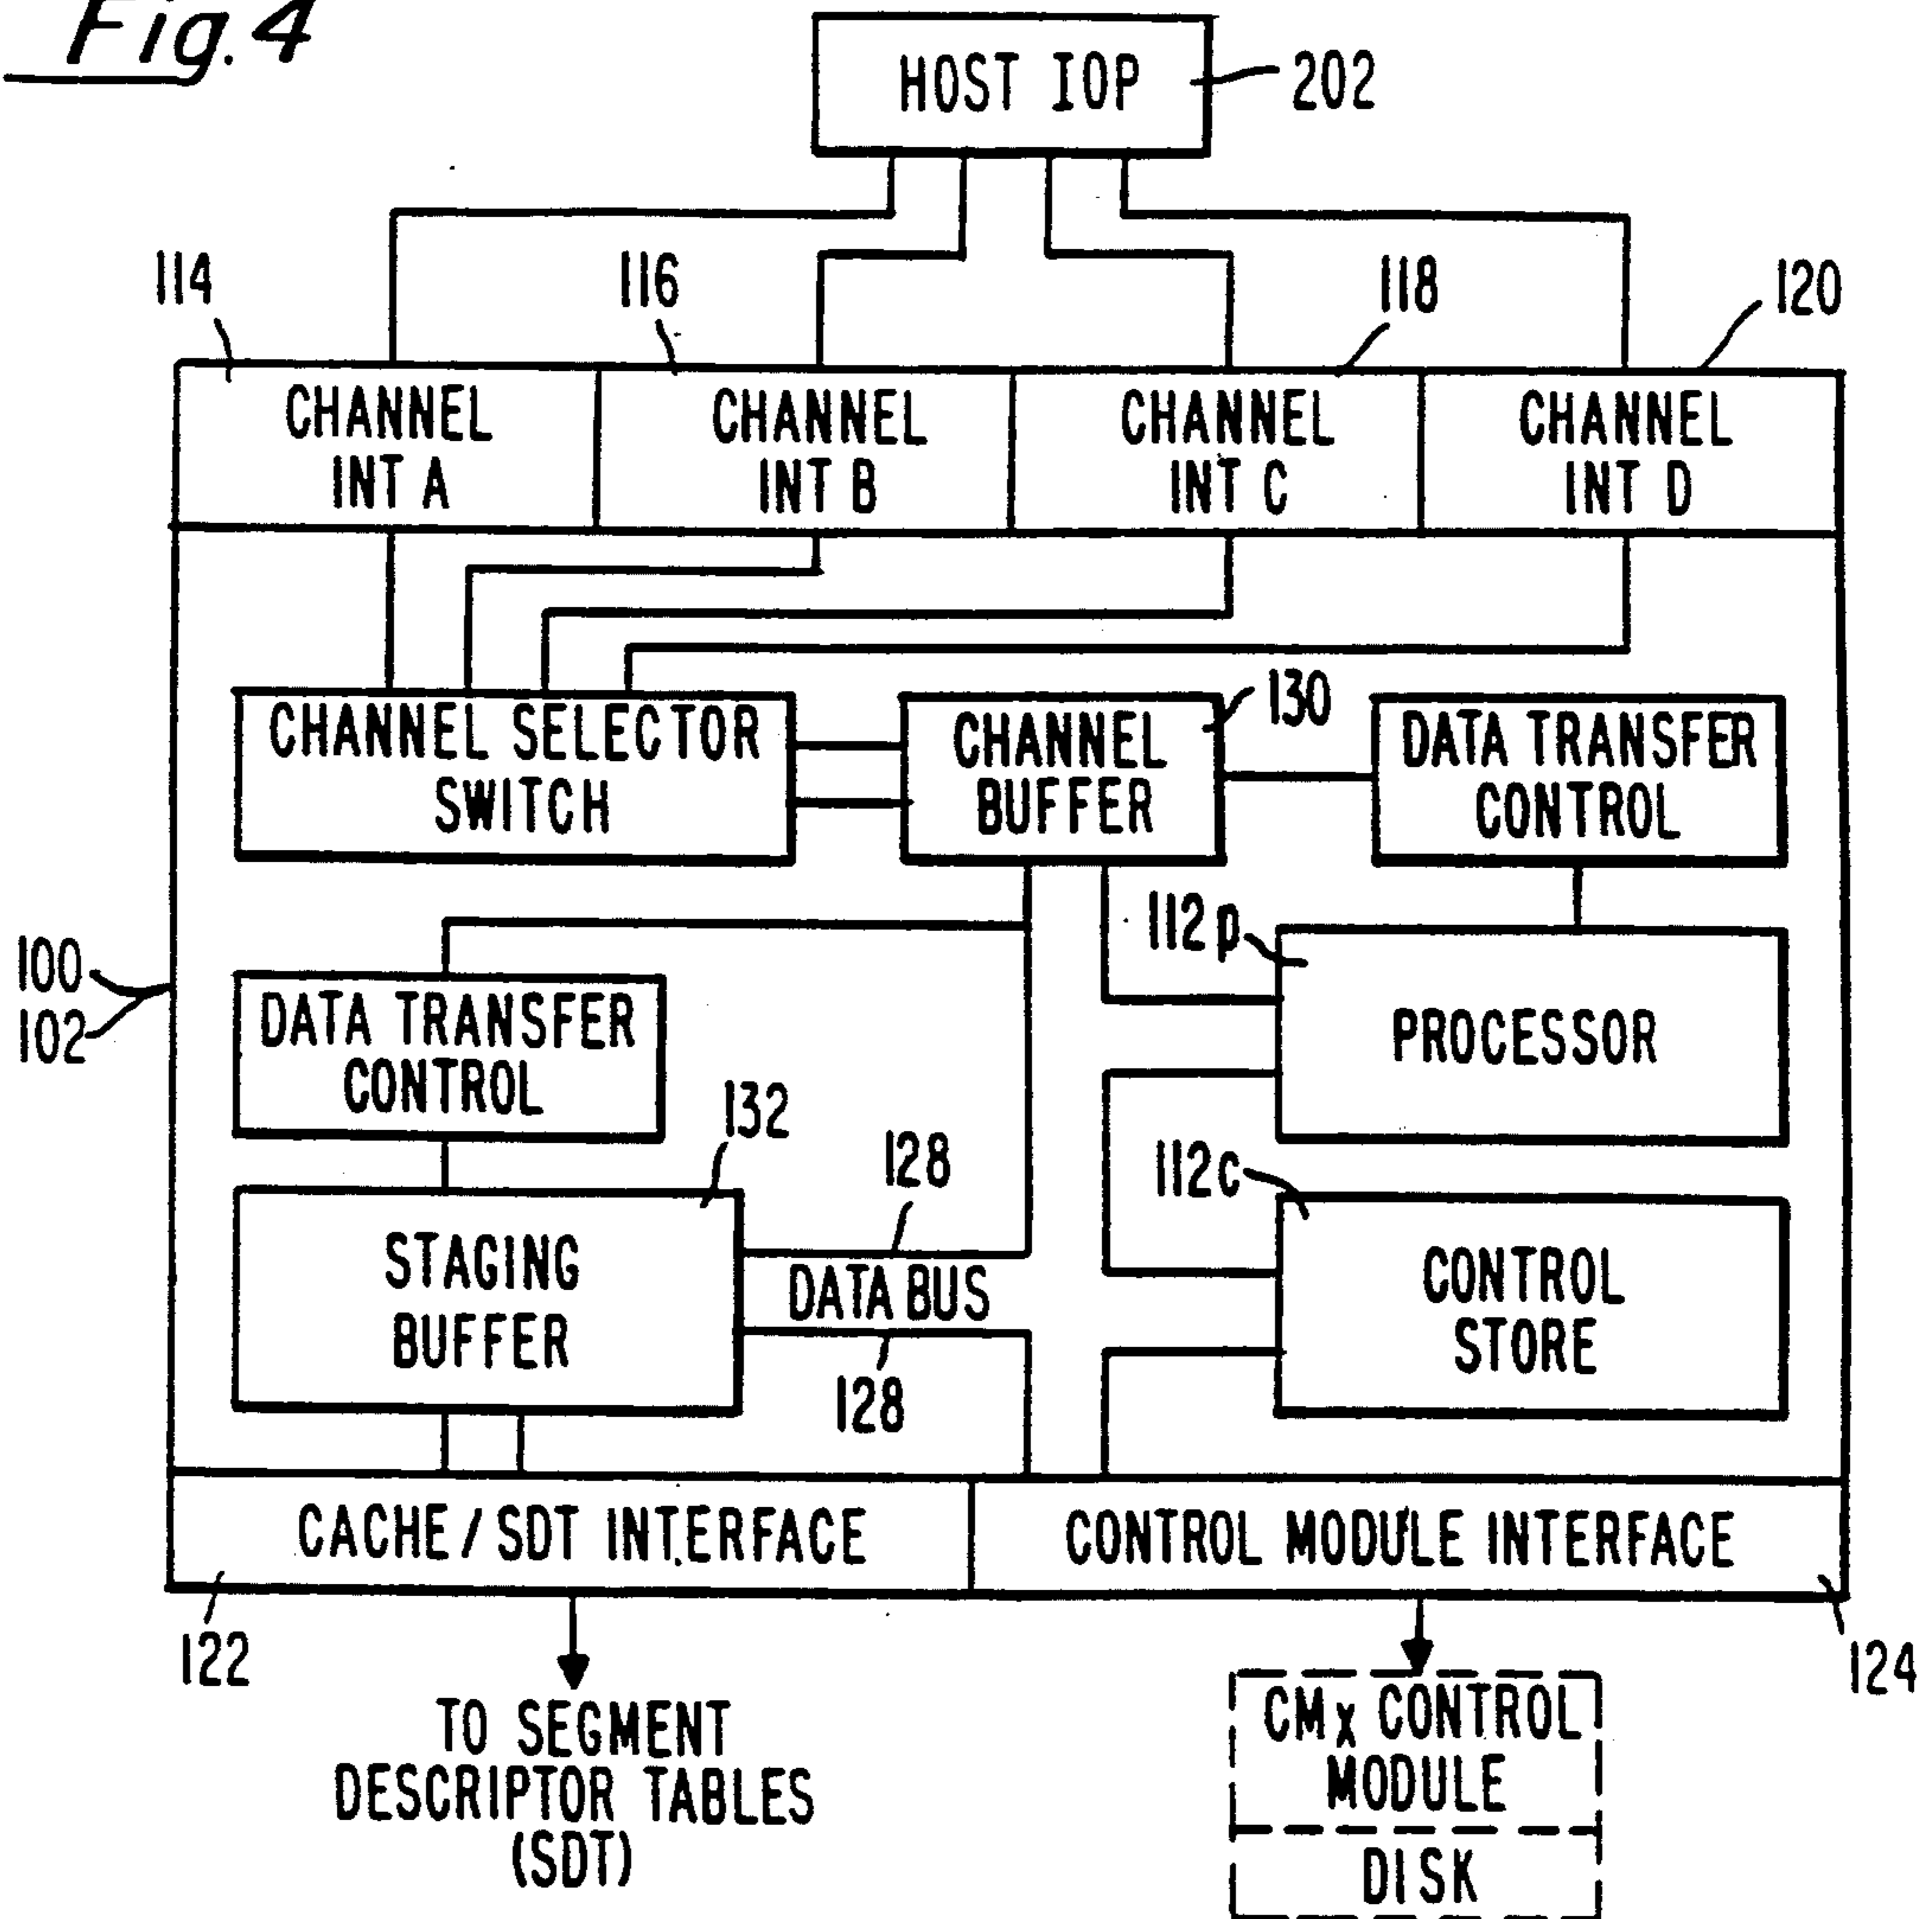 Fig. 4
HOST IOP
202
114
116
118
120
CHANNEL
INT A
CHANNEL
INT B
CHANNEL
INT C
CHANNEL
INT D
130
CHANNEL SELECTOR
SWITCH
CHANNEL
BUFFER
DATA TRANSFER
CONTROL
112p
100
102
DATA TRANSFER
CONTROL
PROCESSOR
132
128
112c
STAGING
BUFFER
DATA BUS
CONTROL
STORE
128
CACHE/SDT INTERFACE
CONTROL MODULE INTERFACE
122
124
TO SEGMENT
DESCRIPTOR TABLES
(SDT)
CMx CONTROL
MODULE
DISK